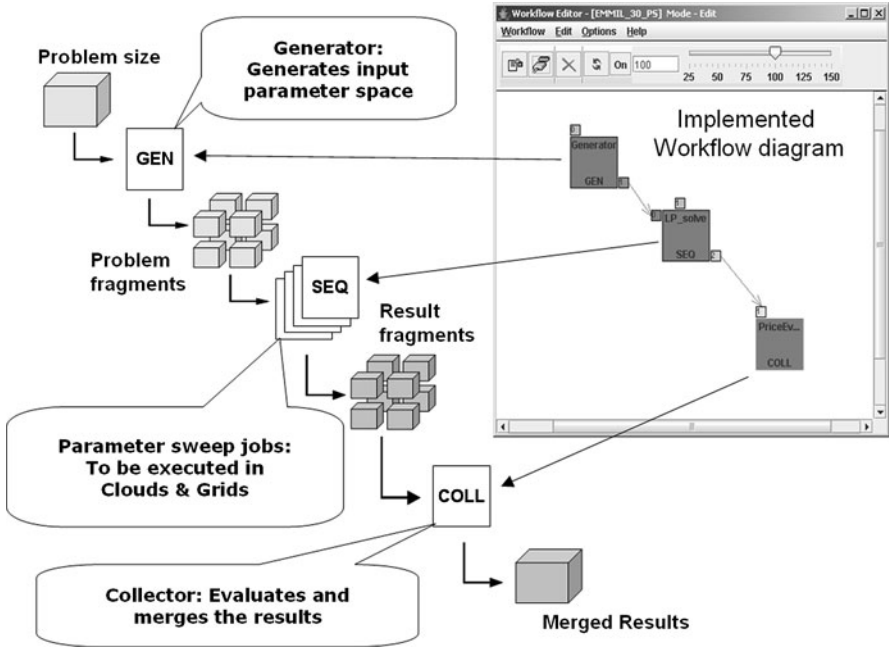 Problem size
Generator:
Generates input
parameter space
GEN
Problem
fragments
SEQ
Result
fragments
Parameter sweep jobs:
To be executed in
Clouds & Grids
COLL
Collector: Evaluates and
merges the results
Merged Results
Workflow Editor - [EMMIL_30_PS] Mode - Edit
Workflow Edit Options Help
On 100
25 50 75 100 125 150
Implemented
Workflow diagram
Generator
GEN
LP_solve
SEQ
PriceEv...
COLL